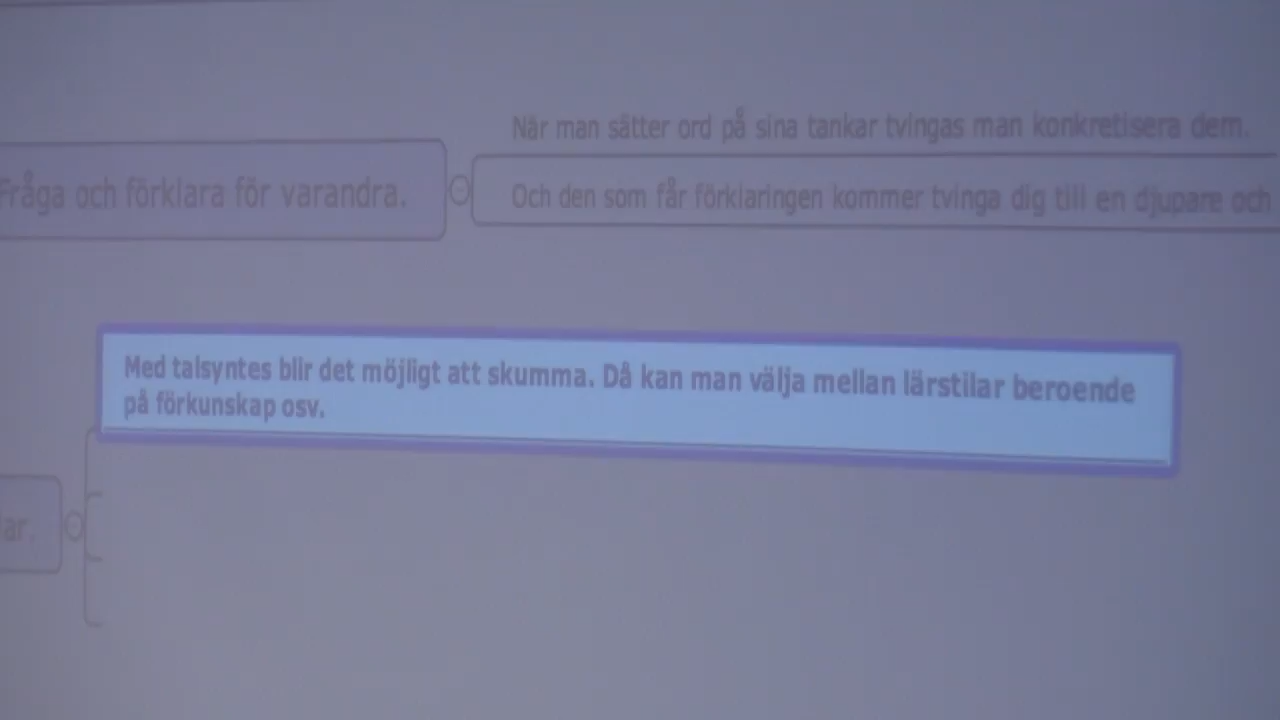 När man sätter ord på sina tankar tvingas man konkretisera dem.
Fråga och förklara för varandra.
Och den som får förklaringen kommer tvinga dig till en djupare och
Med talsyntes blir det möjligt att skumma. Då kan man välja mellan lärstilar beroende
på förkunskap osv.
ar.